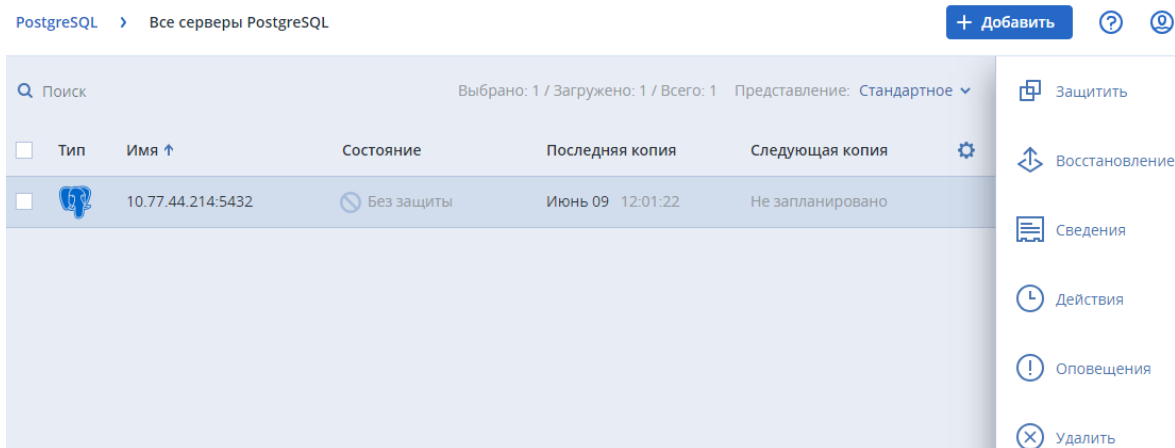 PostgreSQL > Все серверы PostgreSQL
+ Добавить
Поиск
Выбрано: 1 / Загружено: 1 / Всего: 1 Представление: Стандартное
Тип Имя ↑ Состояние Последняя копия Следующая копия
10.77.44.214:5432 Без защиты Июнь 09 12:01:22 Не запланировано
Защитить
Восстановление
Сведения
Действия
Оповещения
Удалить